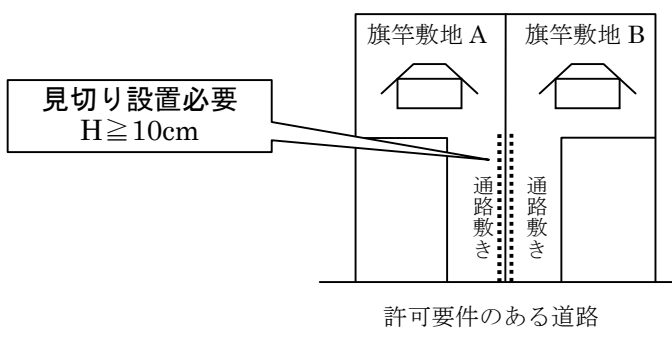 旗竿敷地 A
旗竿敷地 B
見切り設置必要
H≧10cm
通路敷き
通路敷き
許可要件のある道路